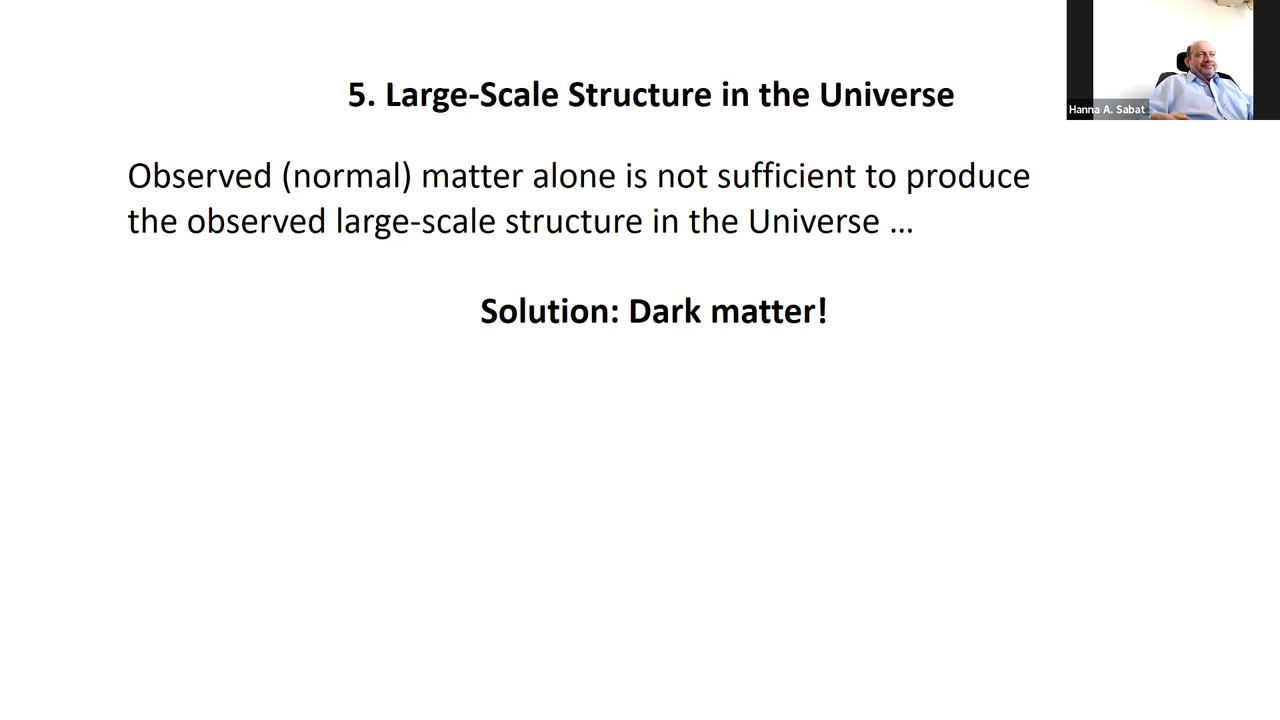 5. Large-Scale Structure in the Universe
Hanna A. Sabat
Observed (normal) matter alone is not sufficient to produce
the observed large-scale structure in the Universe ...
Solution: Dark matter!